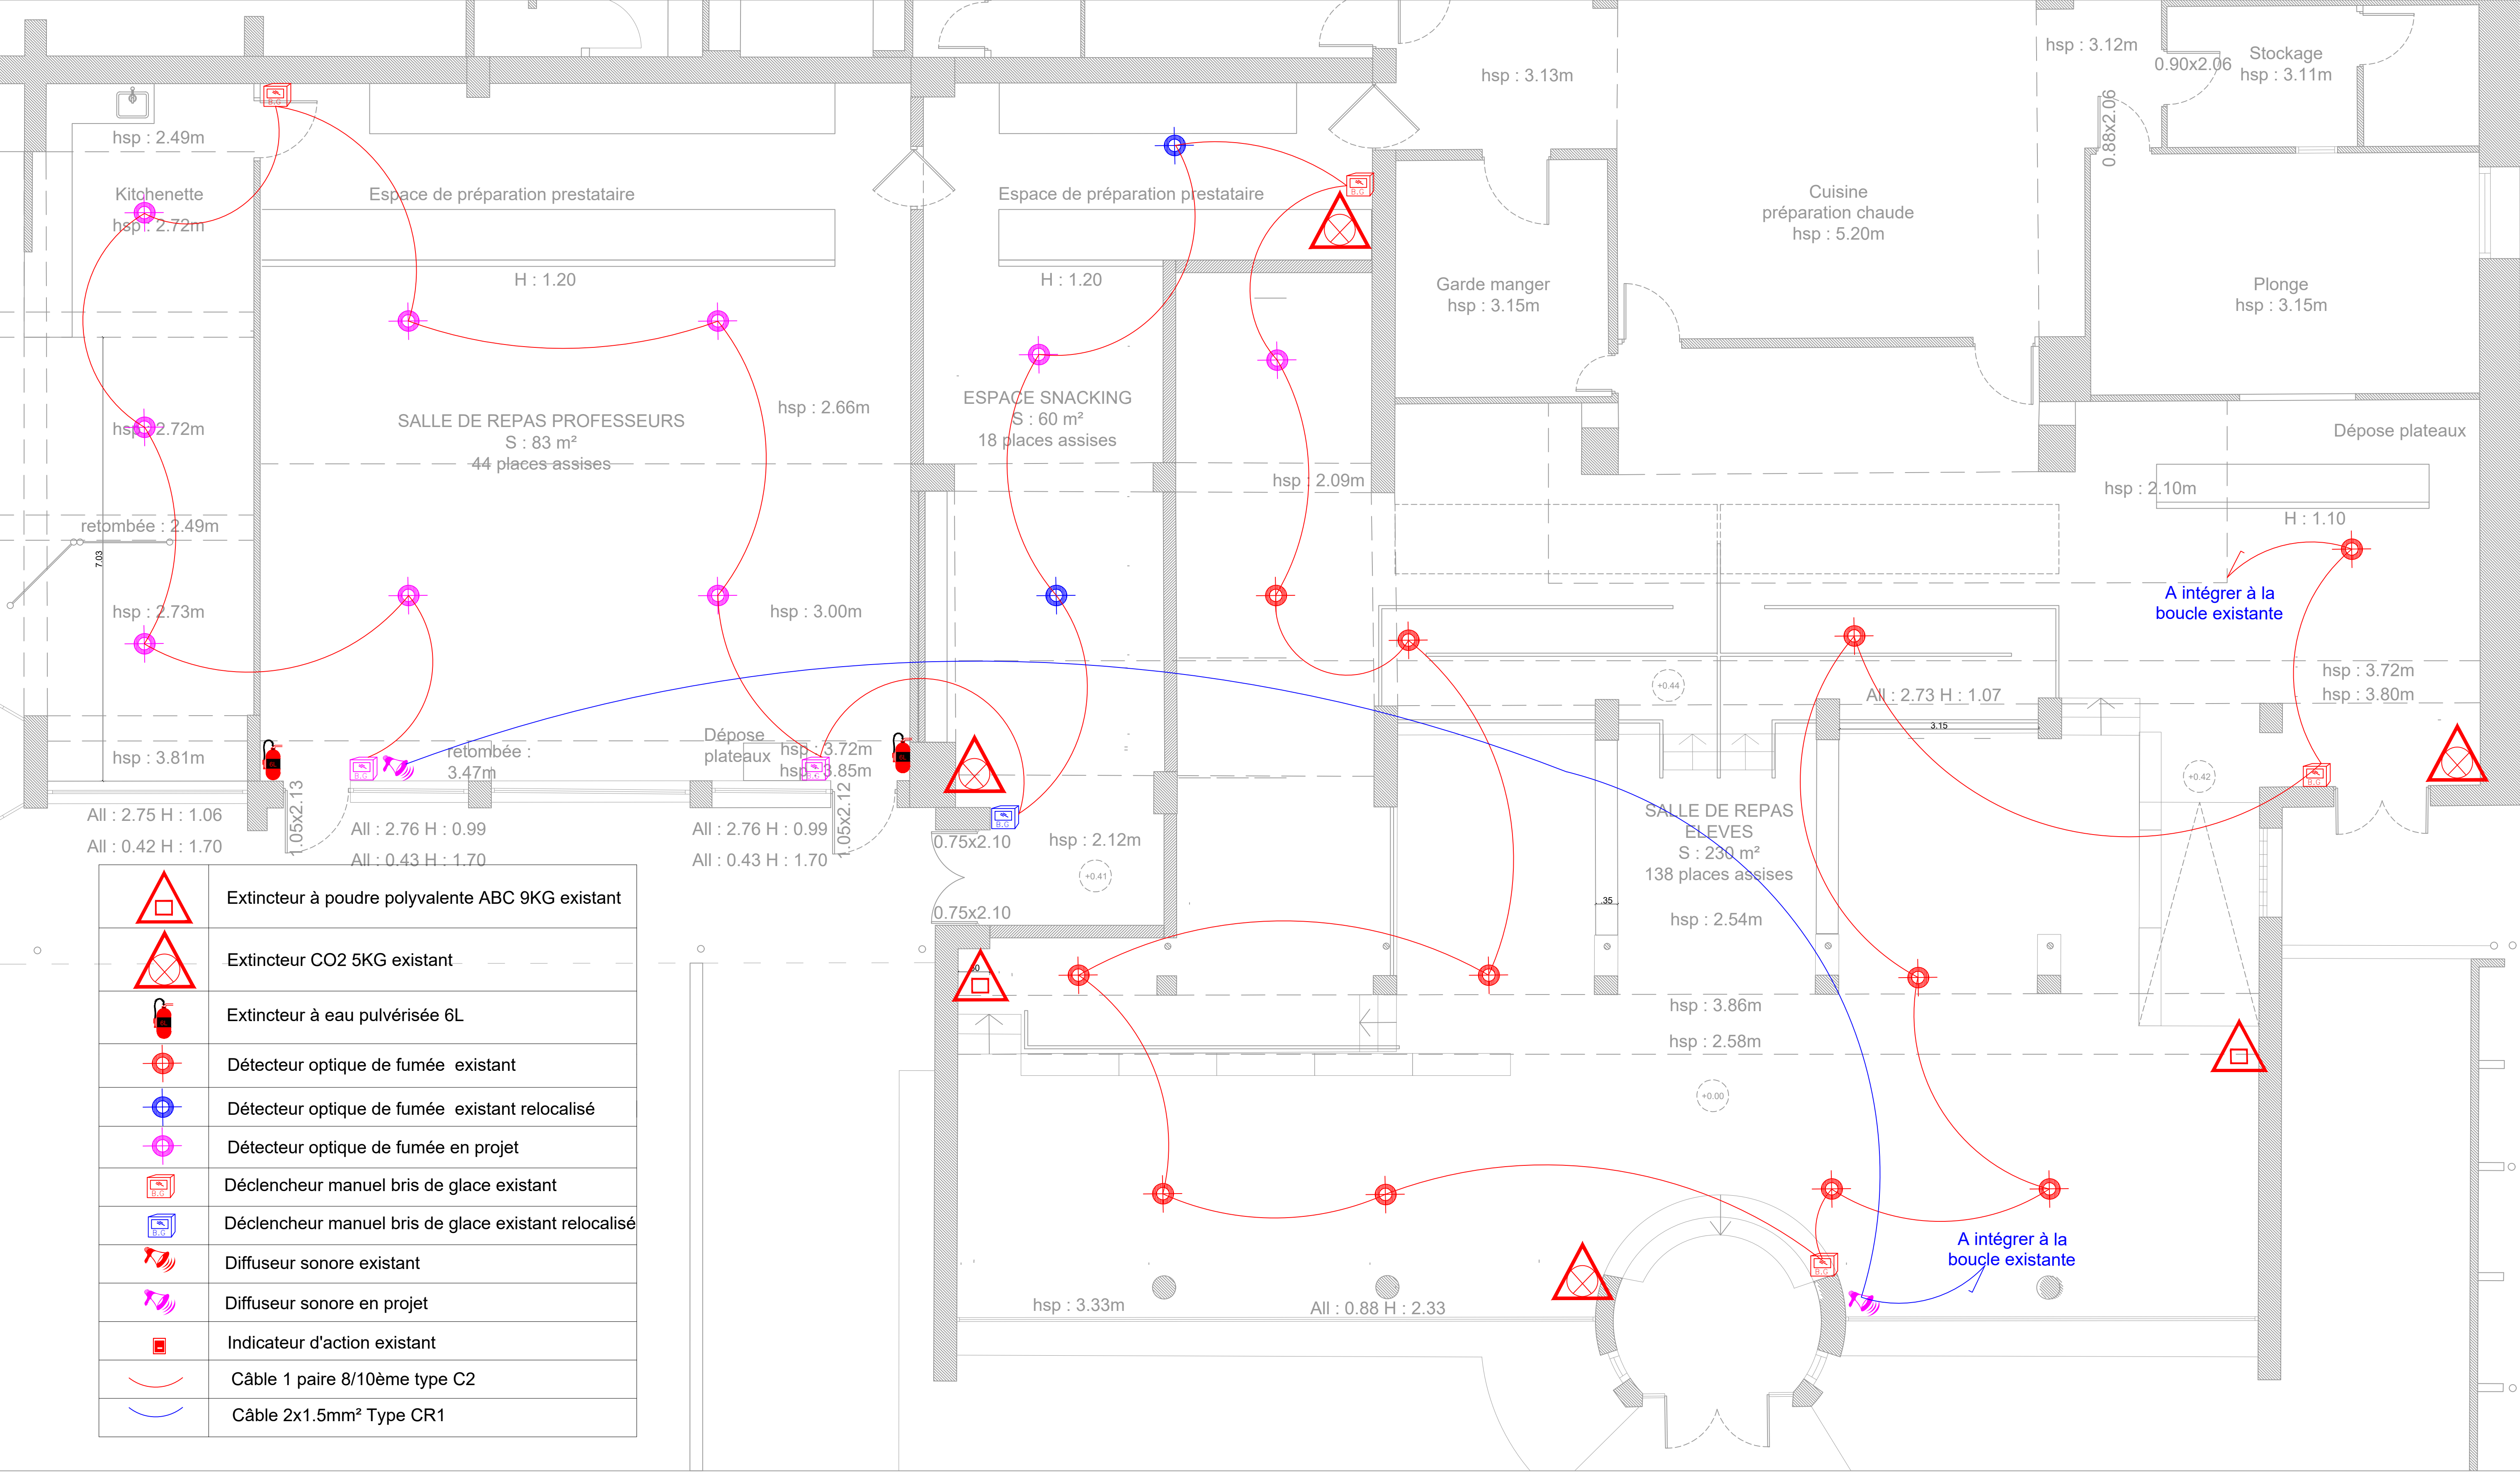 hsp : 3.12m
Stockage
hsp : 3.11m
0.90x2.06
hsp : 3.13m
0.88x2.06
B.G
hsp : 2.49m
Kitchenette
hsp : 2.72m
Espace de préparation prestataire
H : 1.20
Espace de préparation prestataire
H : 1.20
B.G
Cuisine
préparation chaude
hsp : 5.20m
Garde manger
hsp : 3.15m
Plonge
hsp : 3.15m
hsp : 2.72m
SALLE DE REPAS PROFESSEURS
S : 83 m²
44 places assises
hsp : 2.66m
ESPACE SNACKING
S : 60 m²
18 places assises
hsp : 2.09m
Dépose plateaux
hsp : 2.10m
H : 1.10
retombée : 2.49m
7.03
hsp : 2.73m
hsp : 3.00m
A intégrer à la
boucle existante
+0.44
All : 2.73 H : 1.07
3.15
hsp : 3.72m
hsp : 3.80m
hsp : 3.81m
6L
B.G
retombée :
3.47m
Dépose
plateaux
hsp : 3.72m
hsp : 3.85m
B.G
6L
+0.42
B.G
All : 2.75 H : 1.06
All : 0.42 H : 1.70
1.05x2.13
All : 2.76 H : 0.99
All : 0.43 H : 1.70
All : 2.76 H : 0.99
All : 0.43 H : 1.70
1.05x2.12
B.G
0.75x2.10
hsp : 2.12m
+0.41
0.75x2.10
SALLE DE REPAS
ELEVES
S : 230 m²
138 places assises
.35
hsp : 2.54m
hsp : 3.86m
hsp : 2.58m
+0.00
Extincteur à poudre polyvalente ABC 9KG existant
Extincteur CO2 5KG existant
6L
Extincteur à eau pulvérisée 6L
Détecteur optique de fumée existant
Détecteur optique de fumée existant relocalisé
Détecteur optique de fumée en projet
B.G
Déclencheur manuel bris de glace existant
B.G
Déclencheur manuel bris de glace existant relocalisé
Diffuseur sonore existant
Diffuseur sonore en projet
Indicateur d'action existant
Câble 1 paire 8/10ème type C2
Câble 2x1.5mm² Type CR1
B.G
A intégrer à la
boucle existante
hsp : 3.33m
All : 0.88 H : 2.33